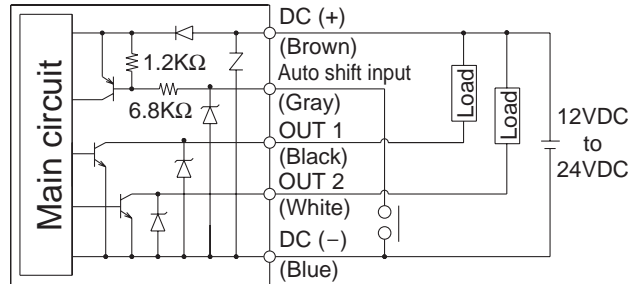 Main circuit
1.2KΩ
6.8KΩ
DC (+)
(Brown)
Auto shift input
(Gray)
OUT 1
(Black)
OUT 2
(White)
DC (−)
(Blue)
Load
Load
12VDC
to
24VDC